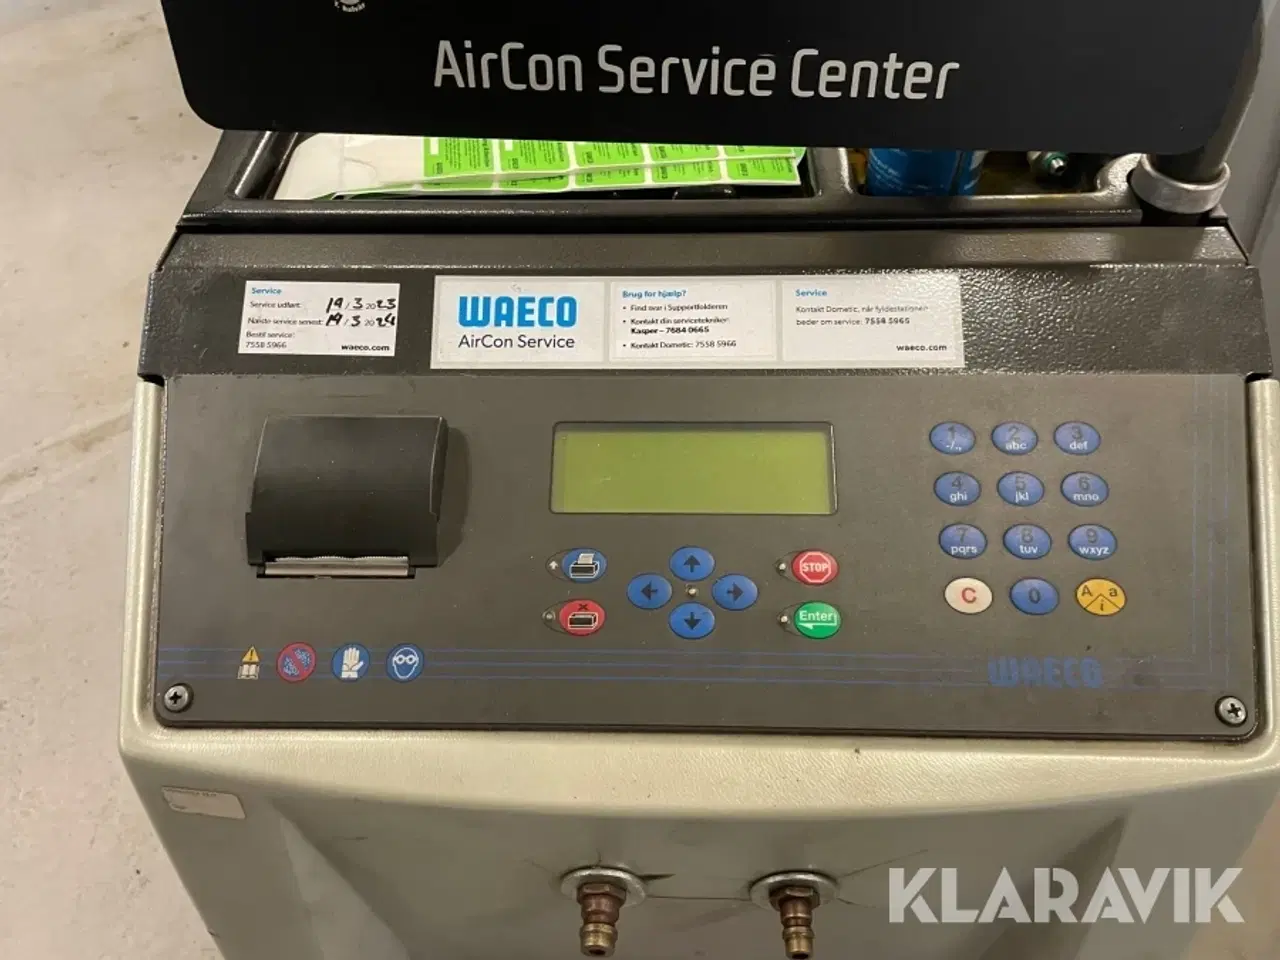 AirCon Service Center
Service
Service udført: 19/3 2023
Næste service senest: 19/3 2024
Bestil service:
7558 5966
waeco.com
WAECO
AirCon Service
Brug for hjælp?
• Find svar i Supportfolderen
• Kontakt din servicetekniker:
Kasper – 7684 0665
• Kontakt Dometic: 7558 5966
Service
Kontakt Dometic, når fyldestationen
beder om service: 7558 5965
waeco.com
1 2 3
-/., abc def
4 5 6
ghi jkl mno
7 8 9
pqrs tuv wxyz
C 0 A a i
STOP
Enter
WAECO
KLARAVIK